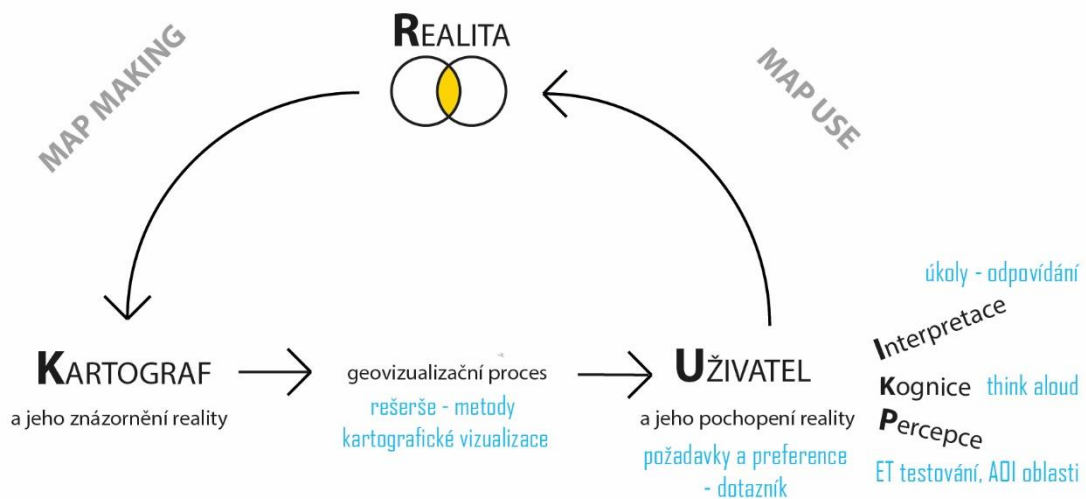 MAP MAKING
REALITA
MAP USE
KARTOGRAF
a jeho znázornění reality
geovizualizační proces
rešerše - metody
kartografické vizualizace
UŽIVATEL
a jeho pochopení reality
požadavky a preference
- dotazník
úkoly - odpovídání
Interpretace
Kognice think aloud
Percepce
ET testování, AOI oblasti